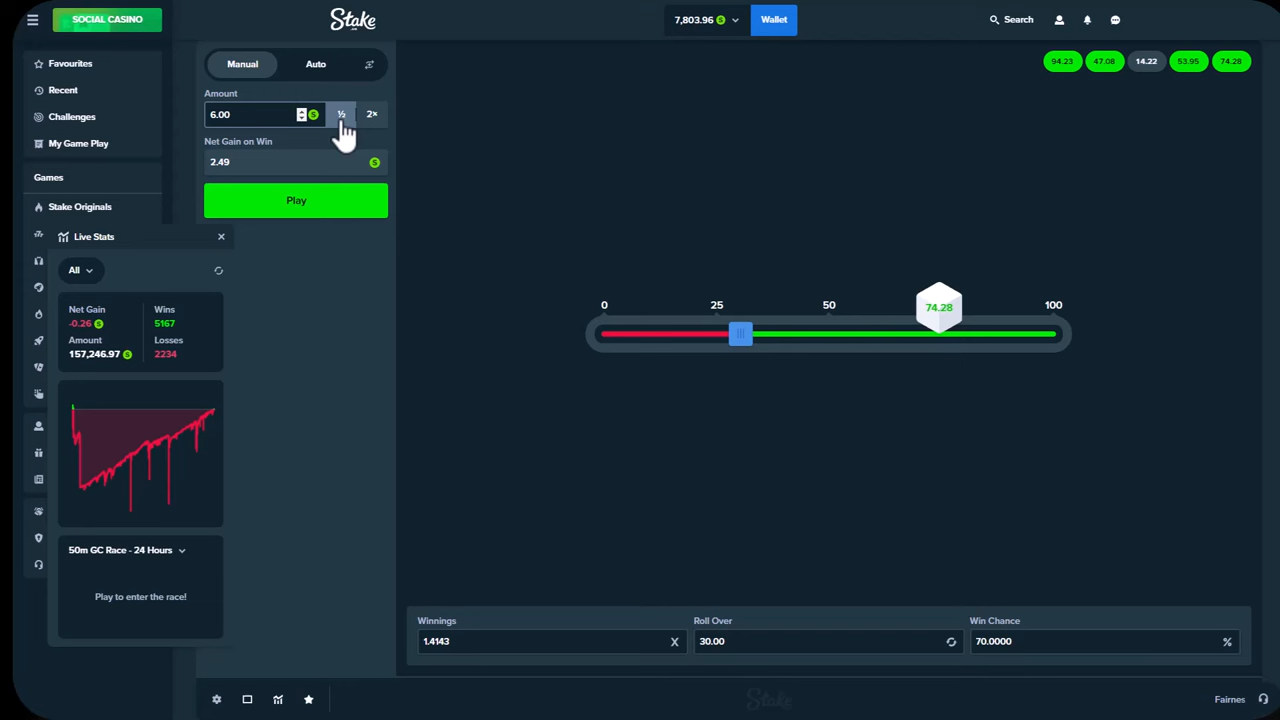 SOCIAL CASINO
Stake
7,803.96
Wallet
Search
Favourites
Recent
Challenges
My Game Play
Games
Stake Originals
Manual
Auto
Amount
6.00
½
2×
Net Gain on Win
2.49
Play
94.23
47.08
14.22
53.95
74.28
Live Stats
All
Net Gain
Wins
-0.26
5167
Amount
Losses
157,246.97
2234
50m GC Race - 24 Hours
Play to enter the race!
0
25
50
100
74.28
Winnings
Roll Over
Win Chance
1.4143
X
30.00
70.0000
%
Stake
Fairnes